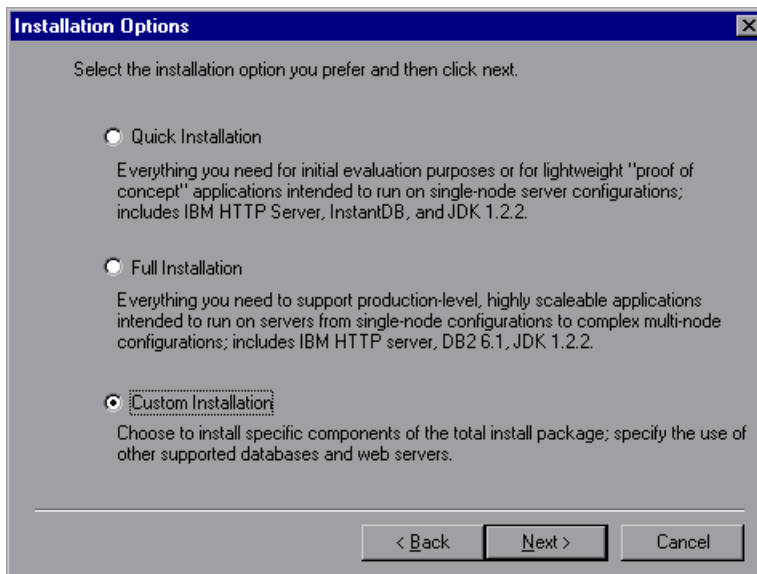 Installation Options
Select the installation option you prefer and then click next.
Quick Installation
Everything you need for initial evaluation purposes or for lightweight "proof of
concept" applications intended to run on single-node server configurations;
includes IBM HTTP Server, InstantDB, and JDK 1.2.2.
Full Installation
Everything you need to support production-level, highly scaleable applications
intended to run on servers from single-node configurations to complex multi-node
configurations; includes IBM HTTP server, DB2 6.1, JDK 1.2.2.
Custom Installation
Choose to install specific components of the total install package; specify the use of
other supported databases and web servers.
< Back Next > Cancel